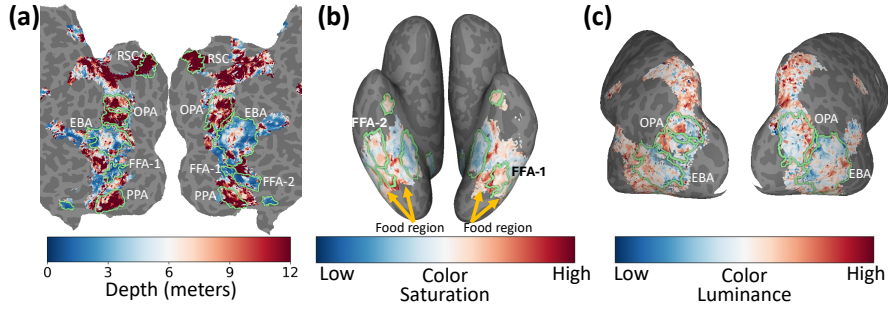 (a)
RSC
RSC
OPA
OPA
EBA
EBA
FFA-1
FFA-1
FFA-2
PPA
PPA
0
3
6
9
12
Depth (meters)
(b)
FFA-2
FFA-1
Food region
Food region
Low
Color
High
Saturation
(c)
OPA
OPA
EBA
EBA
Low
Color
High
Luminance